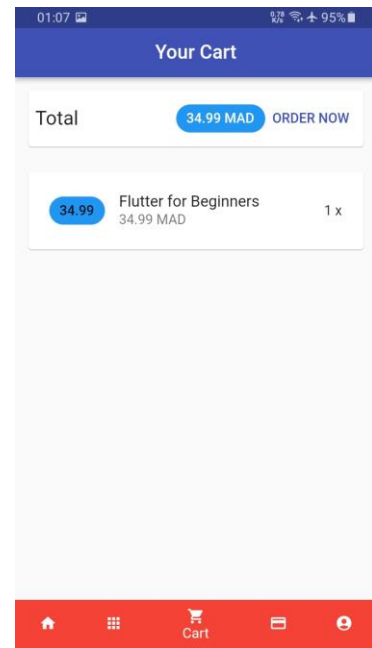 01:07 95%
Your Cart
Total 34.99 MAD ORDER NOW
34.99 Flutter for Beginners 1 x
34.99 MAD
Cart